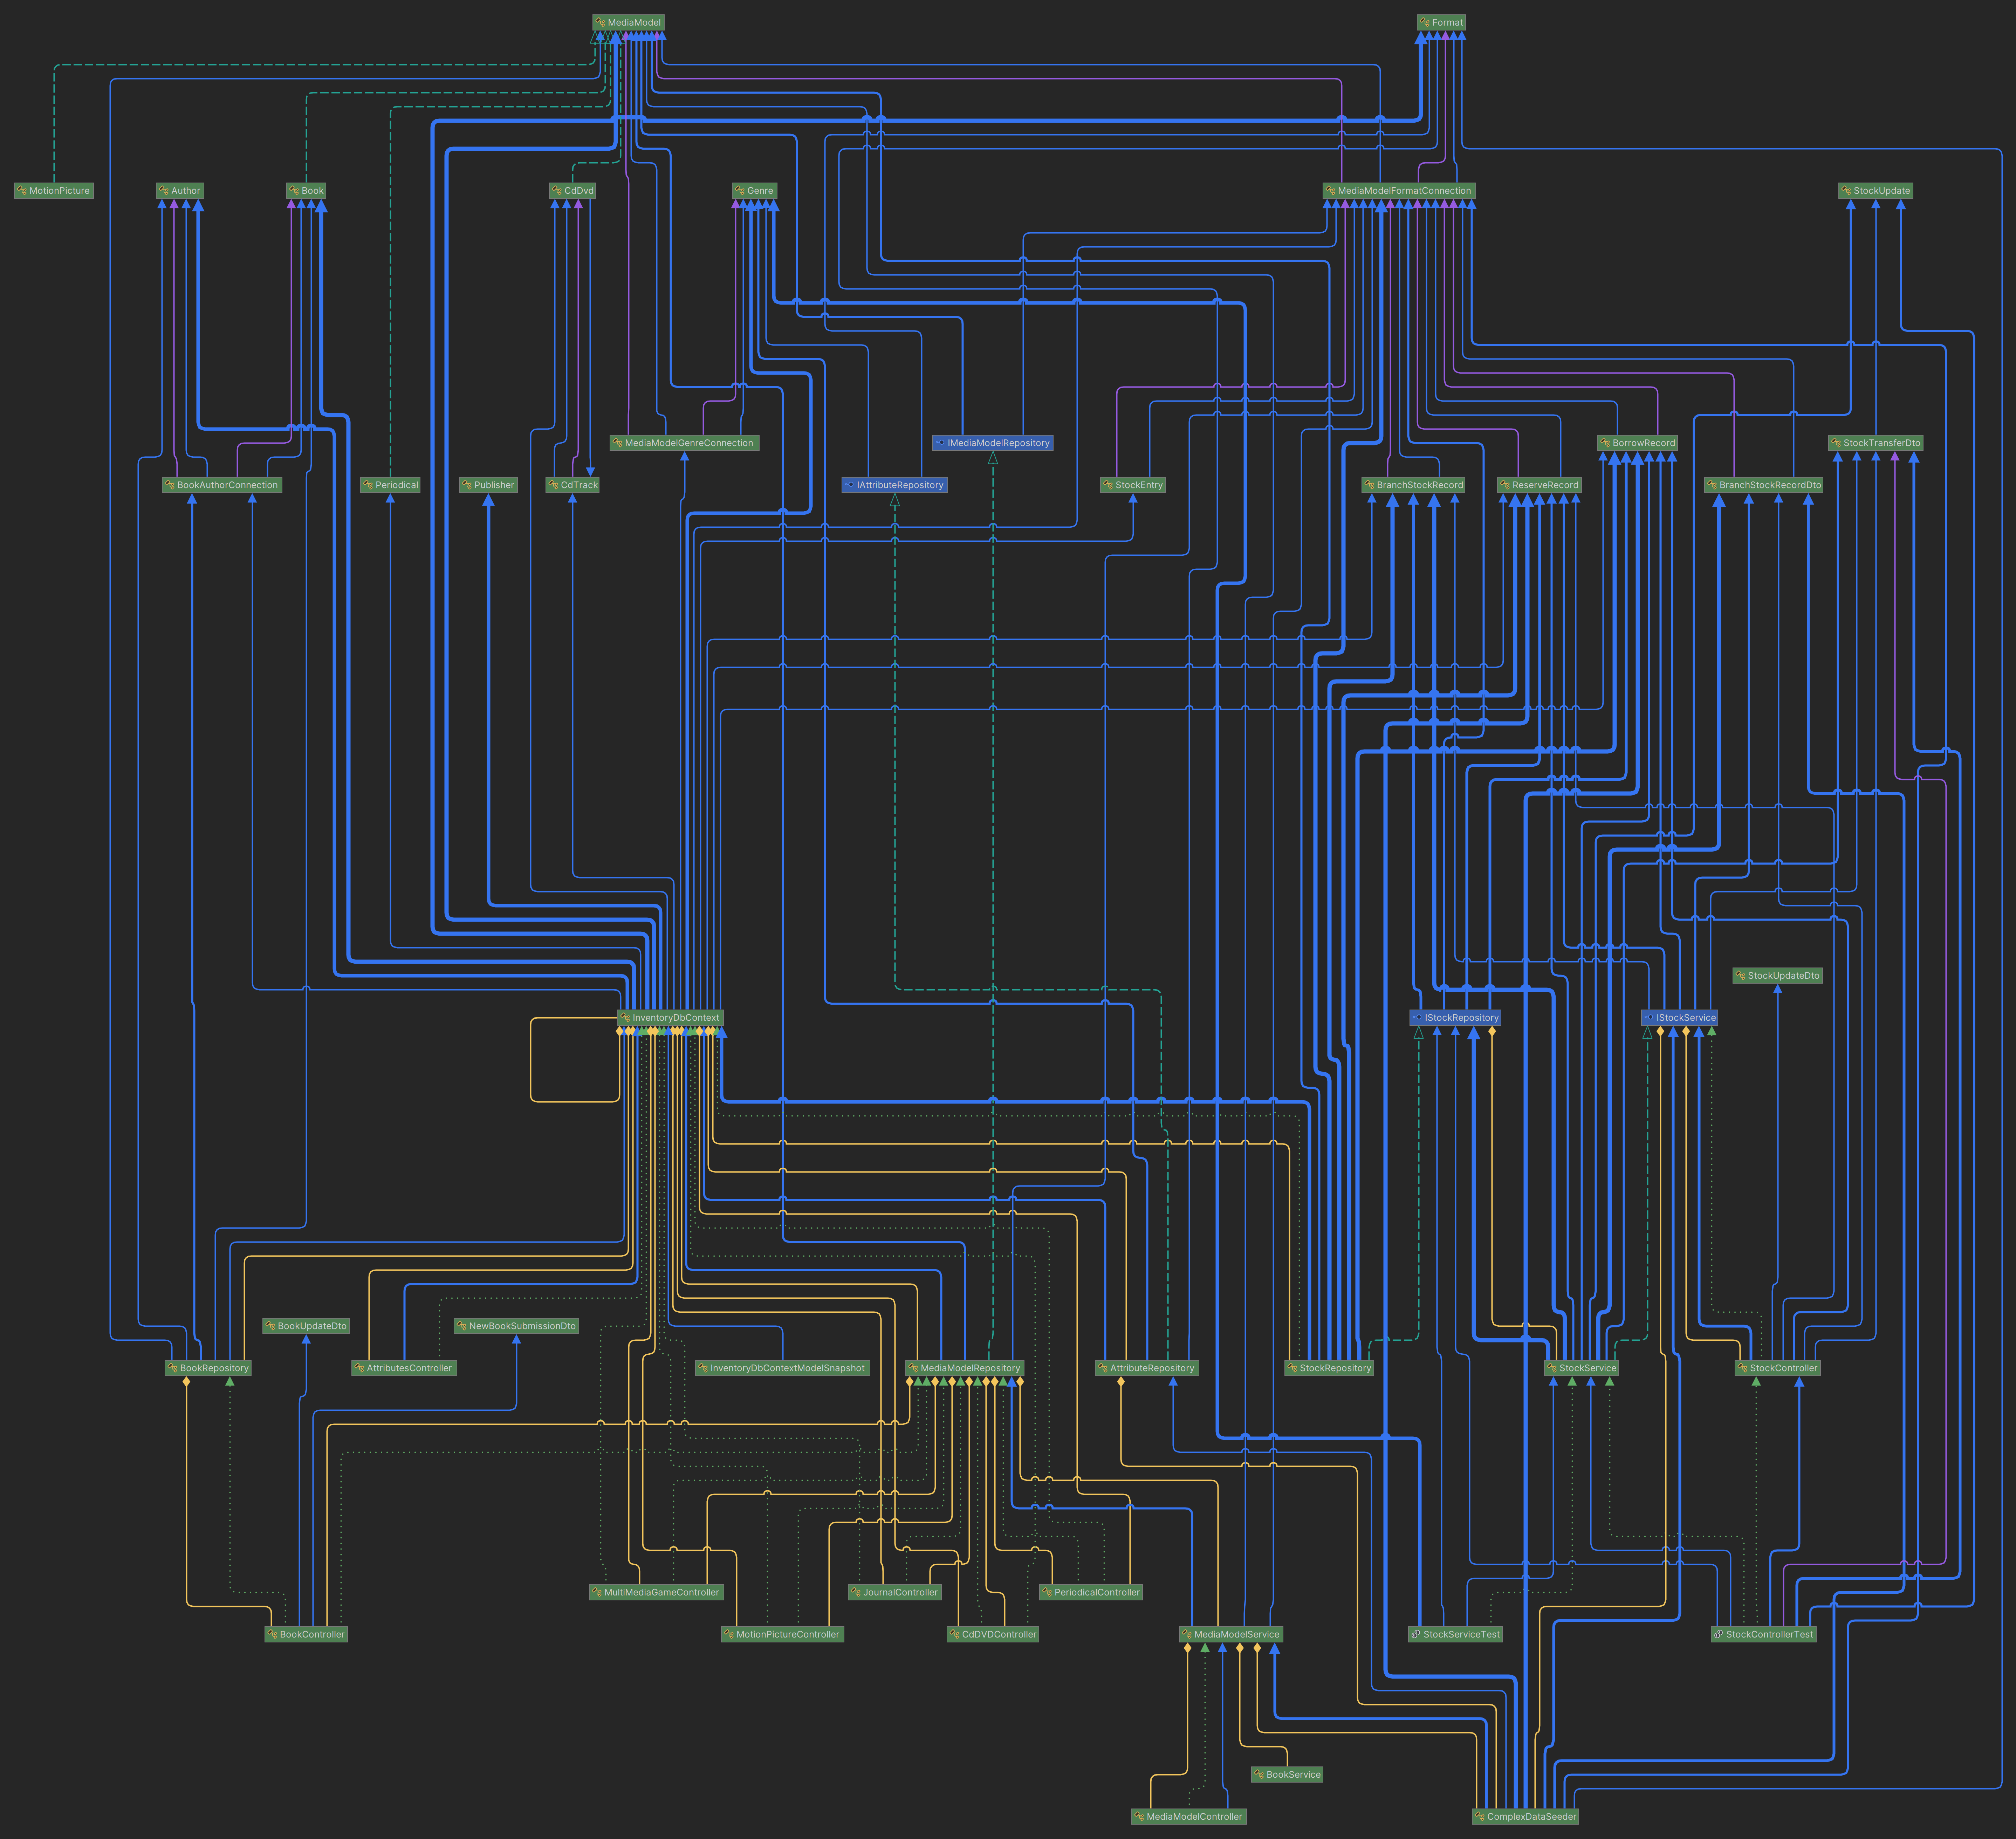 MediaModel
Format
MotionPicture
Author
Book
CdDvd
Genre
MediaModelFormatConnection
StockUpdate
MediaModelGenreConnection
IMediaModelRepository
BorrowRecord
StockTransferDto
BookAuthorConnection
Periodical
Publisher
CdTrack
IAttributeRepository
StockEntry
BranchStockRecord
ReserveRecord
BranchStockRecordDto
StockUpdateDto
InventoryDbContext
IStockRepository
IStockService
BookUpdateDto
NewBookSubmissionDto
BookRepository
AttributesController
InventoryDbContextModelSnapshot
MediaModelRepository
AttributeRepository
StockRepository
StockService
StockController
MultiMediaGameController
JournalController
PeriodicalController
BookController
MotionPictureController
CdDVDController
MediaModelService
StockServiceTest
StockControllerTest
BookService
MediaModelController
ComplexDataSeeder